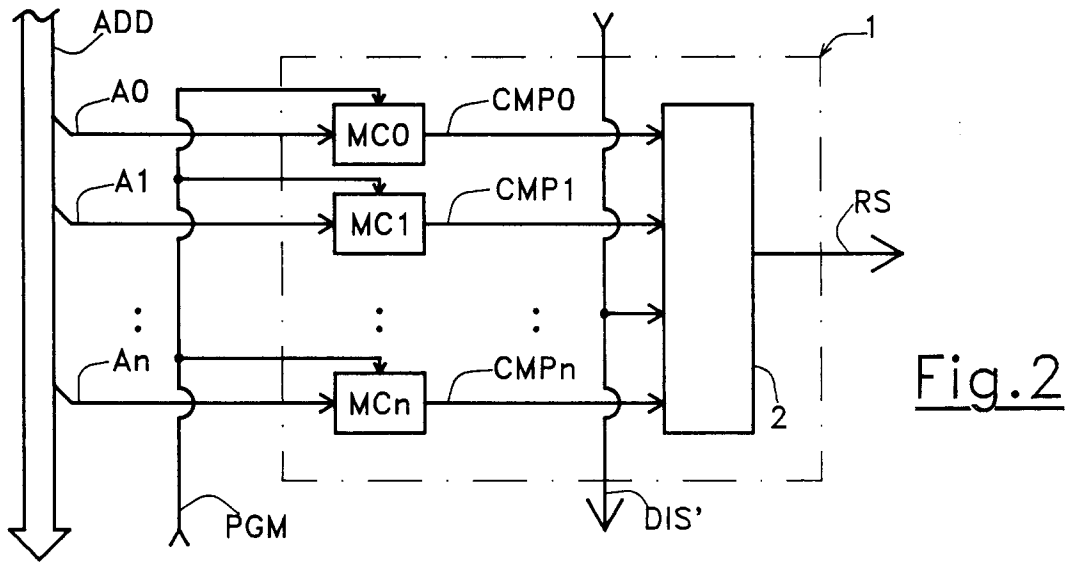 ADD
1
A0
MC0
CMP0
A1
MC1
CMP1
RS
:
:
:
An
MCn
CMPn
2
Fig.2
PGM
DIS'